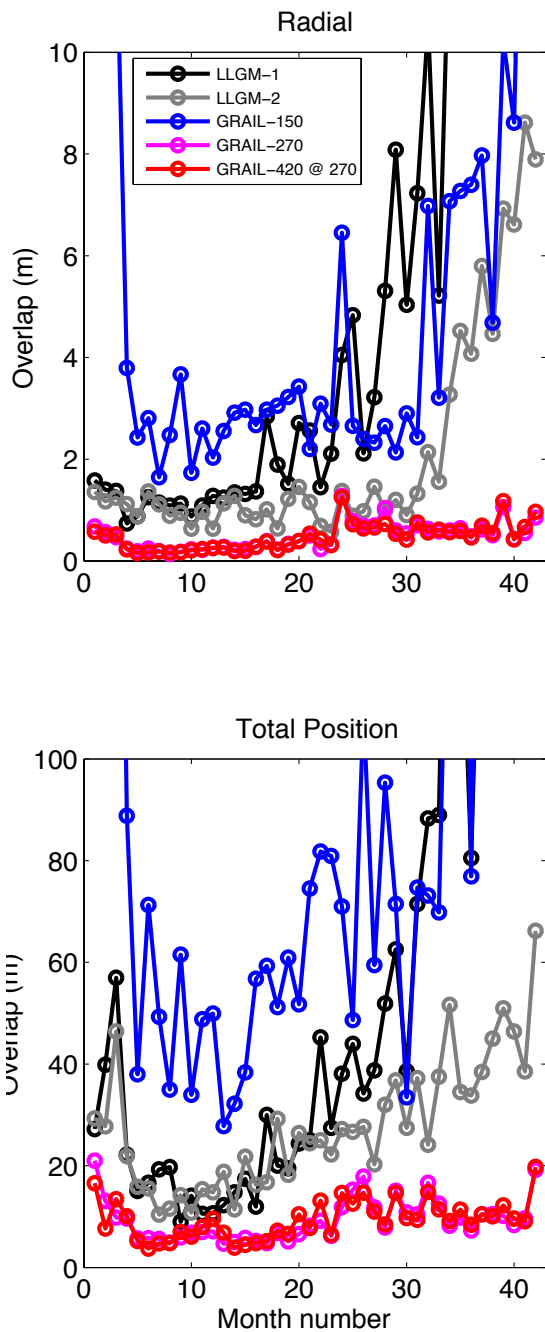 Radial
10
8
6
4
2
0
Overlap (m)
LLGM-1
LLGM-2
GRAIL-150
GRAIL-270
GRAIL-420 @ 270
0 10 20 30 40
Total Position
100
80
60
40
20
0
Overlap (m)
0 10 20 30 40
Month number